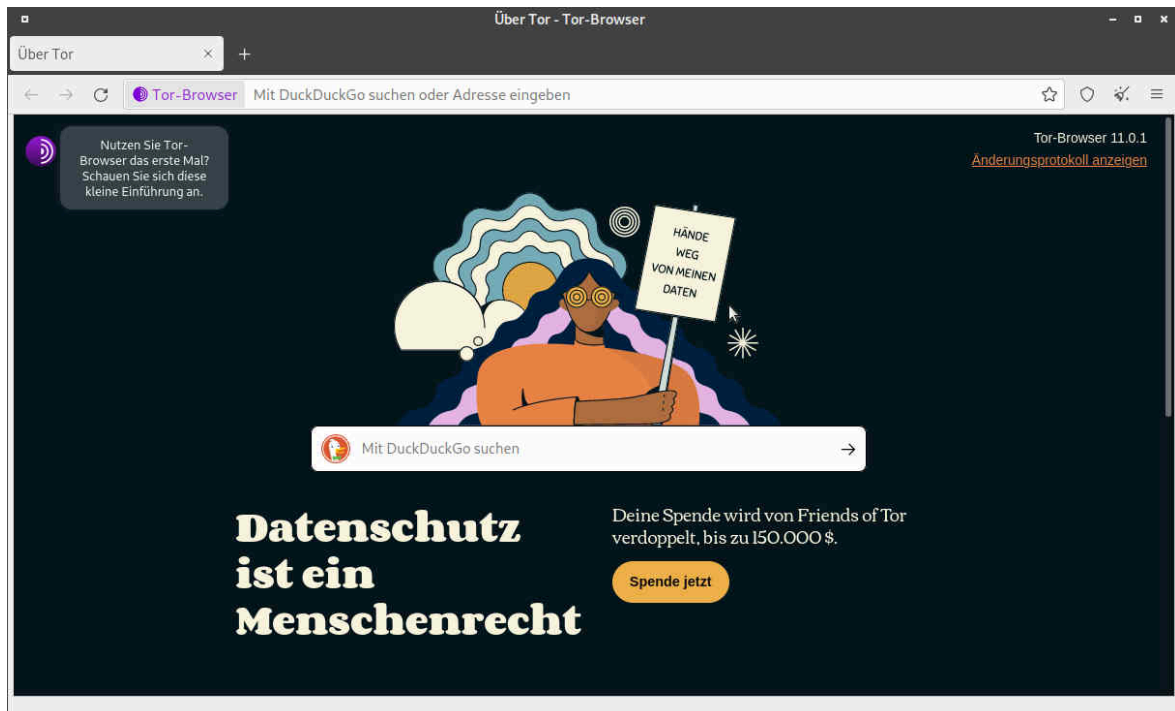 Über Tor - Tor-Browser
Über Tor
Tor-Browser
Mit DuckDuckGo suchen oder Adresse eingeben
Nutzen Sie Tor-
Browser das erste Mal?
Schauen Sie sich diese
kleine Einführung an.
Tor-Browser 11.0.1
Änderungsprotokoll anzeigen
HÄNDE
WEG
VON MEINEN
DATEN
Mit DuckDuckGo suchen
Datenschutz
ist ein
Menschenrecht
Deine Spende wird von Friends of Tor
verdoppelt, bis zu 150.000 $.
Spende jetzt